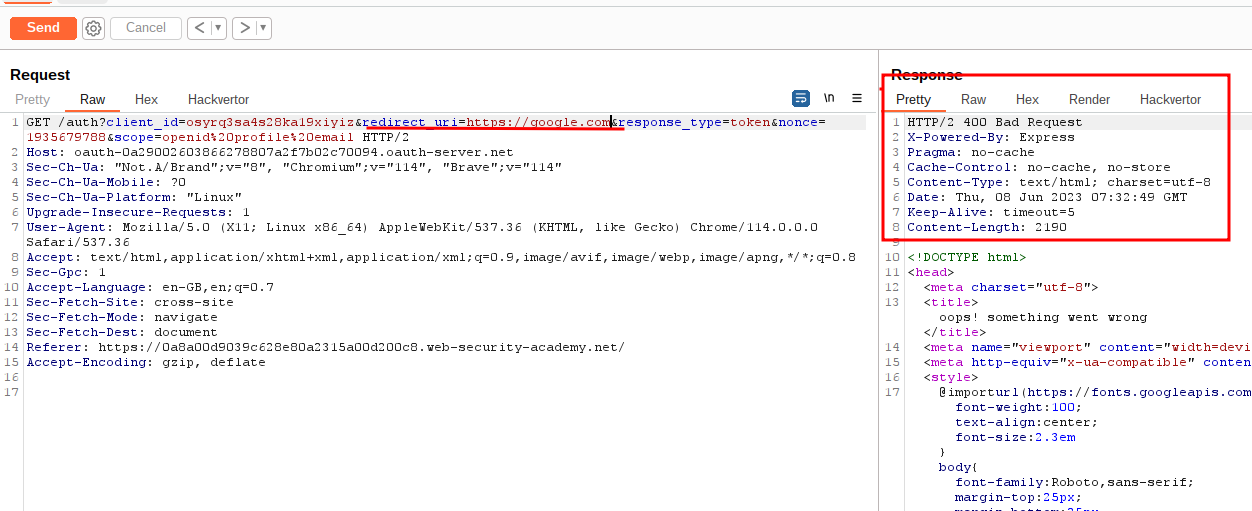 Send
Cancel
< ▾
> ▾
Request
Pretty Raw Hex Hackvertor
\n
1 GET /auth?client_id=osyrq3sa4s28ka19xiyiz&redirect_uri=https://google.com&response_type=token&nonce=
1935679788&scope=openid%20profile%20email HTTP/2
2 Host: oauth-0a29002603866278807a2f7b02c70094.oauth-server.net
3 Sec-Ch-Ua: "Not.A/Brand";v="8", "Chromium";v="114", "Brave";v="114"
4 Sec-Ch-Ua-Mobile: ?0
5 Sec-Ch-Ua-Platform: "Linux"
6 Upgrade-Insecure-Requests: 1
7 User-Agent: Mozilla/5.0 (X11; Linux x86_64) AppleWebKit/537.36 (KHTML, like Gecko) Chrome/114.0.0.0
Safari/537.36
8 Accept: text/html,application/xhtml+xml,application/xml;q=0.9,image/avif,image/webp,image/apng,*/*;q=0.8
9 Sec-Gpc: 1
10 Accept-Language: en-GB,en;q=0.7
11 Sec-Fetch-Site: cross-site
12 Sec-Fetch-Mode: navigate
13 Sec-Fetch-Dest: document
14 Referer: https://0a8a00d9039c628e80a2315a00d200c8.web-security-academy.net/
15 Accept-Encoding: gzip, deflate
16
17
Response
Pretty Raw Hex Render Hackvertor
1 HTTP/2 400 Bad Request
2 X-Powered-By: Express
3 Pragma: no-cache
4 Cache-Control: no-cache, no-store
5 Content-Type: text/html; charset=utf-8
6 Date: Thu, 08 Jun 2023 07:32:49 GMT
7 Keep-Alive: timeout=5
8 Content-Length: 2190
9
10 <!DOCTYPE html>
11 <head>
12 <meta charset="utf-8">
13 <title>
oops! something went wrong
</title>
14 <meta name="viewport" content="width=devi
15 <meta http-equiv="x-ua-compatible" conten
16 <style>
17 @importurl(https://fonts.googleapis.com
font-weight:100;
text-align:center;
font-size:2.3em
}
body{
font-family:Roboto,sans-serif;
margin-top:25px;